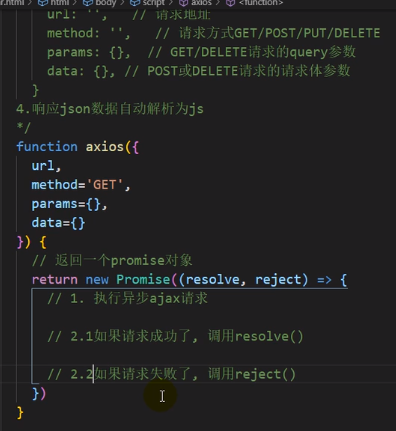 ar.html > html > body > script > axios > <function>
url: '',   // 请求地址
method: '',   // 请求方式GET/POST/PUT/DELETE
params: {},  // GET/DELETE请求的query参数
data: {}, // POST或DELETE请求的请求体参数
}
4.响应json数据自动解析为js
*/
function axios({
url,
method='GET',
params={},
data={}
}) {
// 返回一个promise对象
return new Promise((resolve, reject) => {
// 1. 执行异步ajax请求
// 2.1如果请求成功了, 调用resolve()
// 2.2如果请求失败了, 调用reject()
})
}